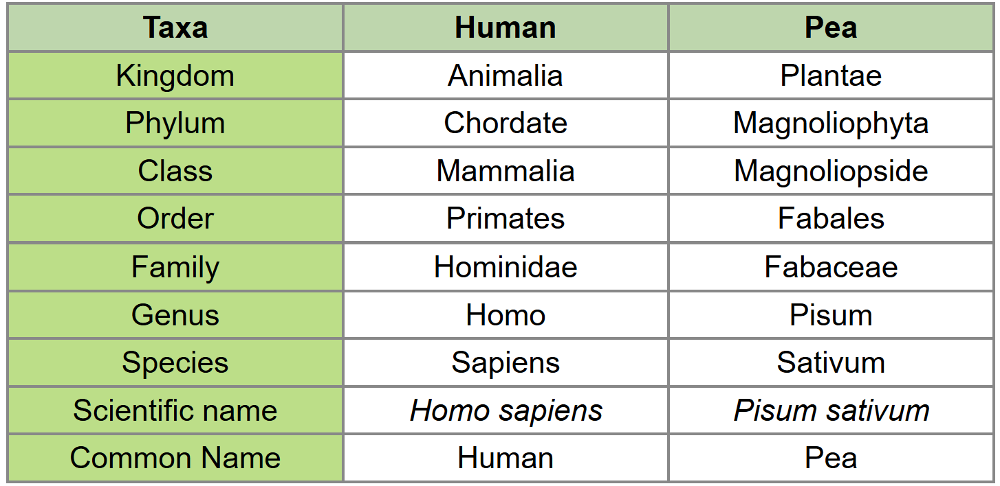 Taxa Human Pea
Kingdom Animalia Plantae
Phylum Chordate Magnoliophyta
Class Mammalia Magnoliopside
Order Primates Fabales
Family Hominidae Fabaceae
Genus Homo Pisum
Species Sapiens Sativum
Scientific name Homo sapiens Pisum sativum
Common Name Human Pea